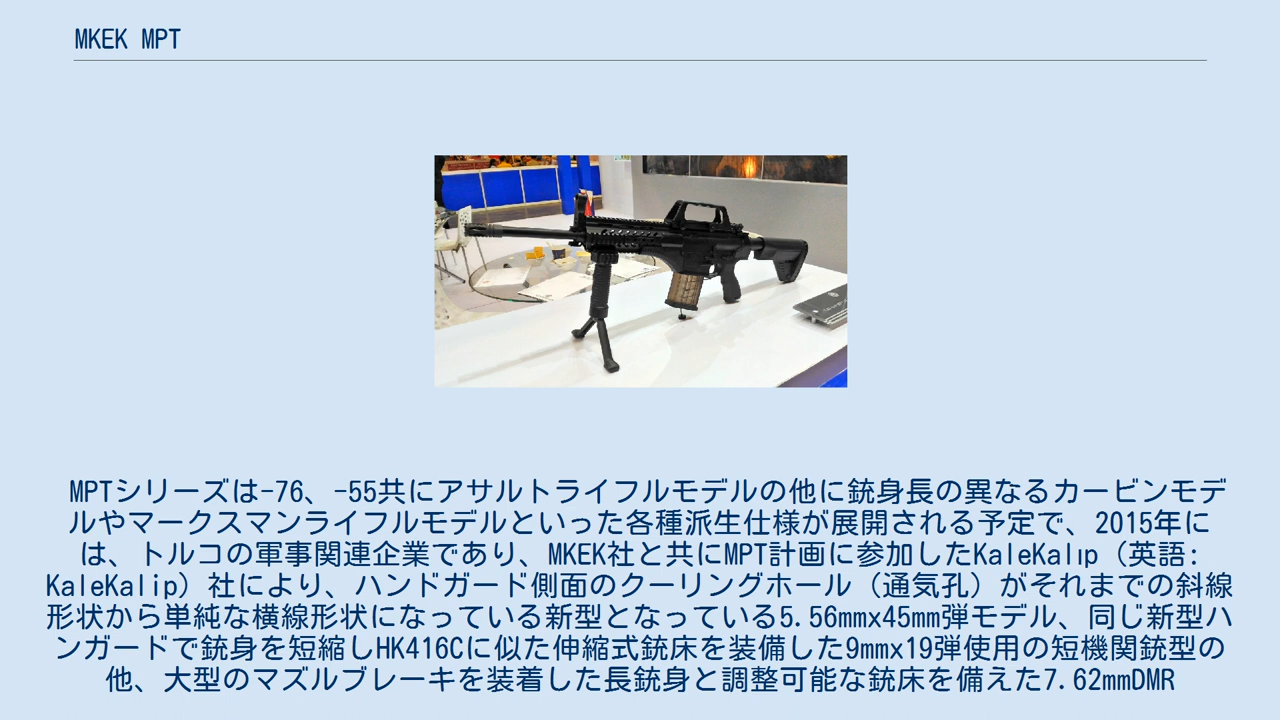 MKEK MPT
MPTシリーズは-76、-55共にアサルトライフルモデルの他に銃身長の異なるカービンモデ
ルやマークスマンライフルモデルといった各種派生仕様が展開される予定で、2015年に
は、トルコの軍事関連企業であり、MKEK社と共にMPT計画に参加したKaleKalıp（英語:
KaleKalip）社により、ハンドガード側面のクーリングホール（通気孔）がそれまでの斜線
形状から単純な横線形状になっている新型となっている5.56mmx45mm弾モデル、同じ新型ハ
ンガードで銃身を短縮しHK416Cに似た伸縮式銃床を装備した9mmx19弾使用の短機関銃型の
他、大型のマズルブレーキを装着した長銃身と調整可能な銃床を備えた7.62mmDMR